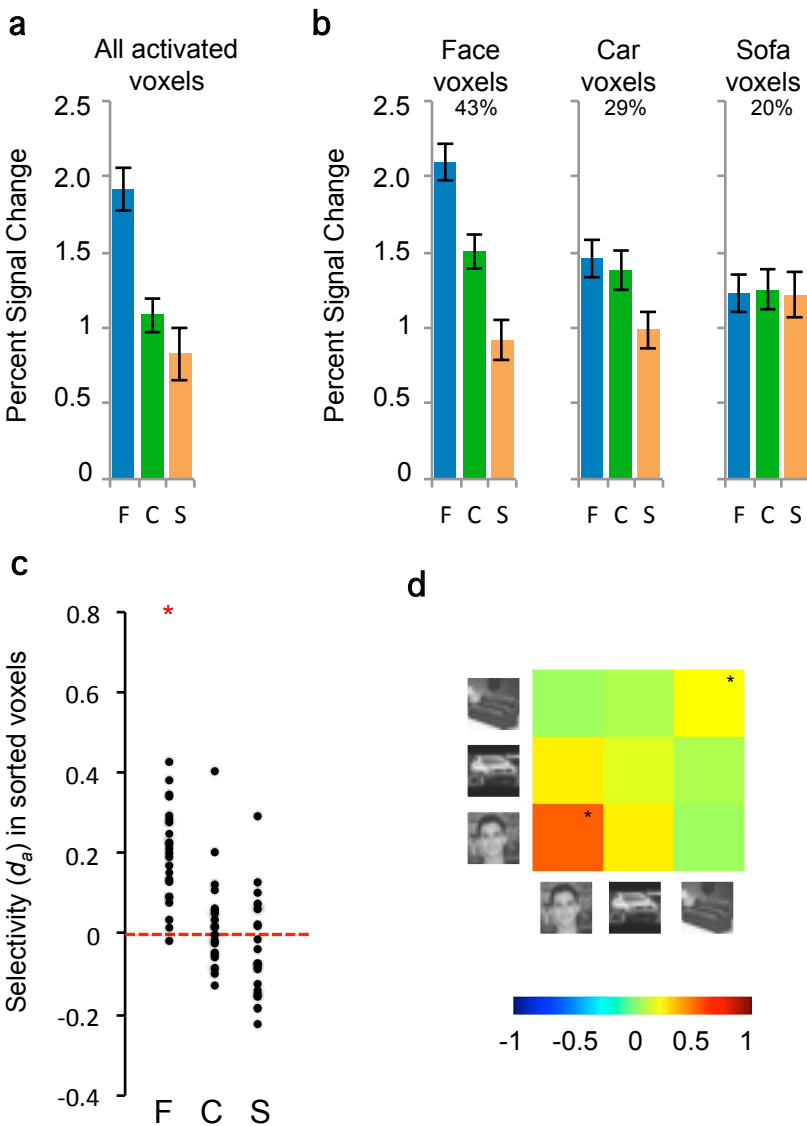 a
All activated
voxels
Percent Signal Change
2.5
2.0
1.5
1
0.5
0
F C S
b
Face
voxels
43%
Car
voxels
29%
Sofa
voxels
20%
Percent Signal Change
2.5
2.0
1.5
1
0.5
0
F C S
F C S
F C S
c
*
Selectivity (da) in sorted voxels
0.8
0.6
0.4
0.2
0
-0.2
-0.4
F C S
d
*
*
-1 -0.5 0 0.5 1